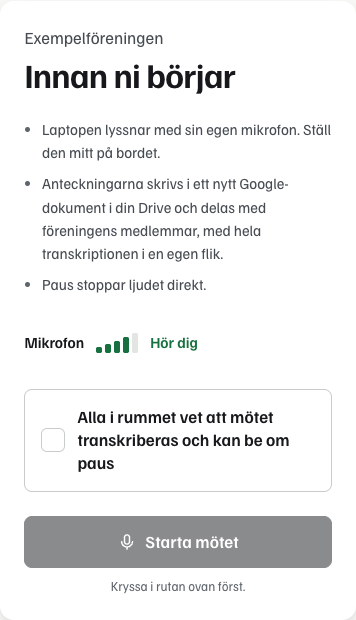 Exempelföreningen
Innan ni börjar
• Laptopen lyssnar med sin egen mikrofon. Ställ
den mitt på bordet.
• Anteckningarna skrivs i ett nytt Google-
dokument i din Drive och delas med
föreningens medlemmar, med hela
transkriptionen i en egen flik.
• Paus stoppar ljudet direkt.
Mikrofon Hör dig
Alla i rummet vet att mötet
transkriberas och kan be om
paus
Starta mötet
Kryssa i rutan ovan först.